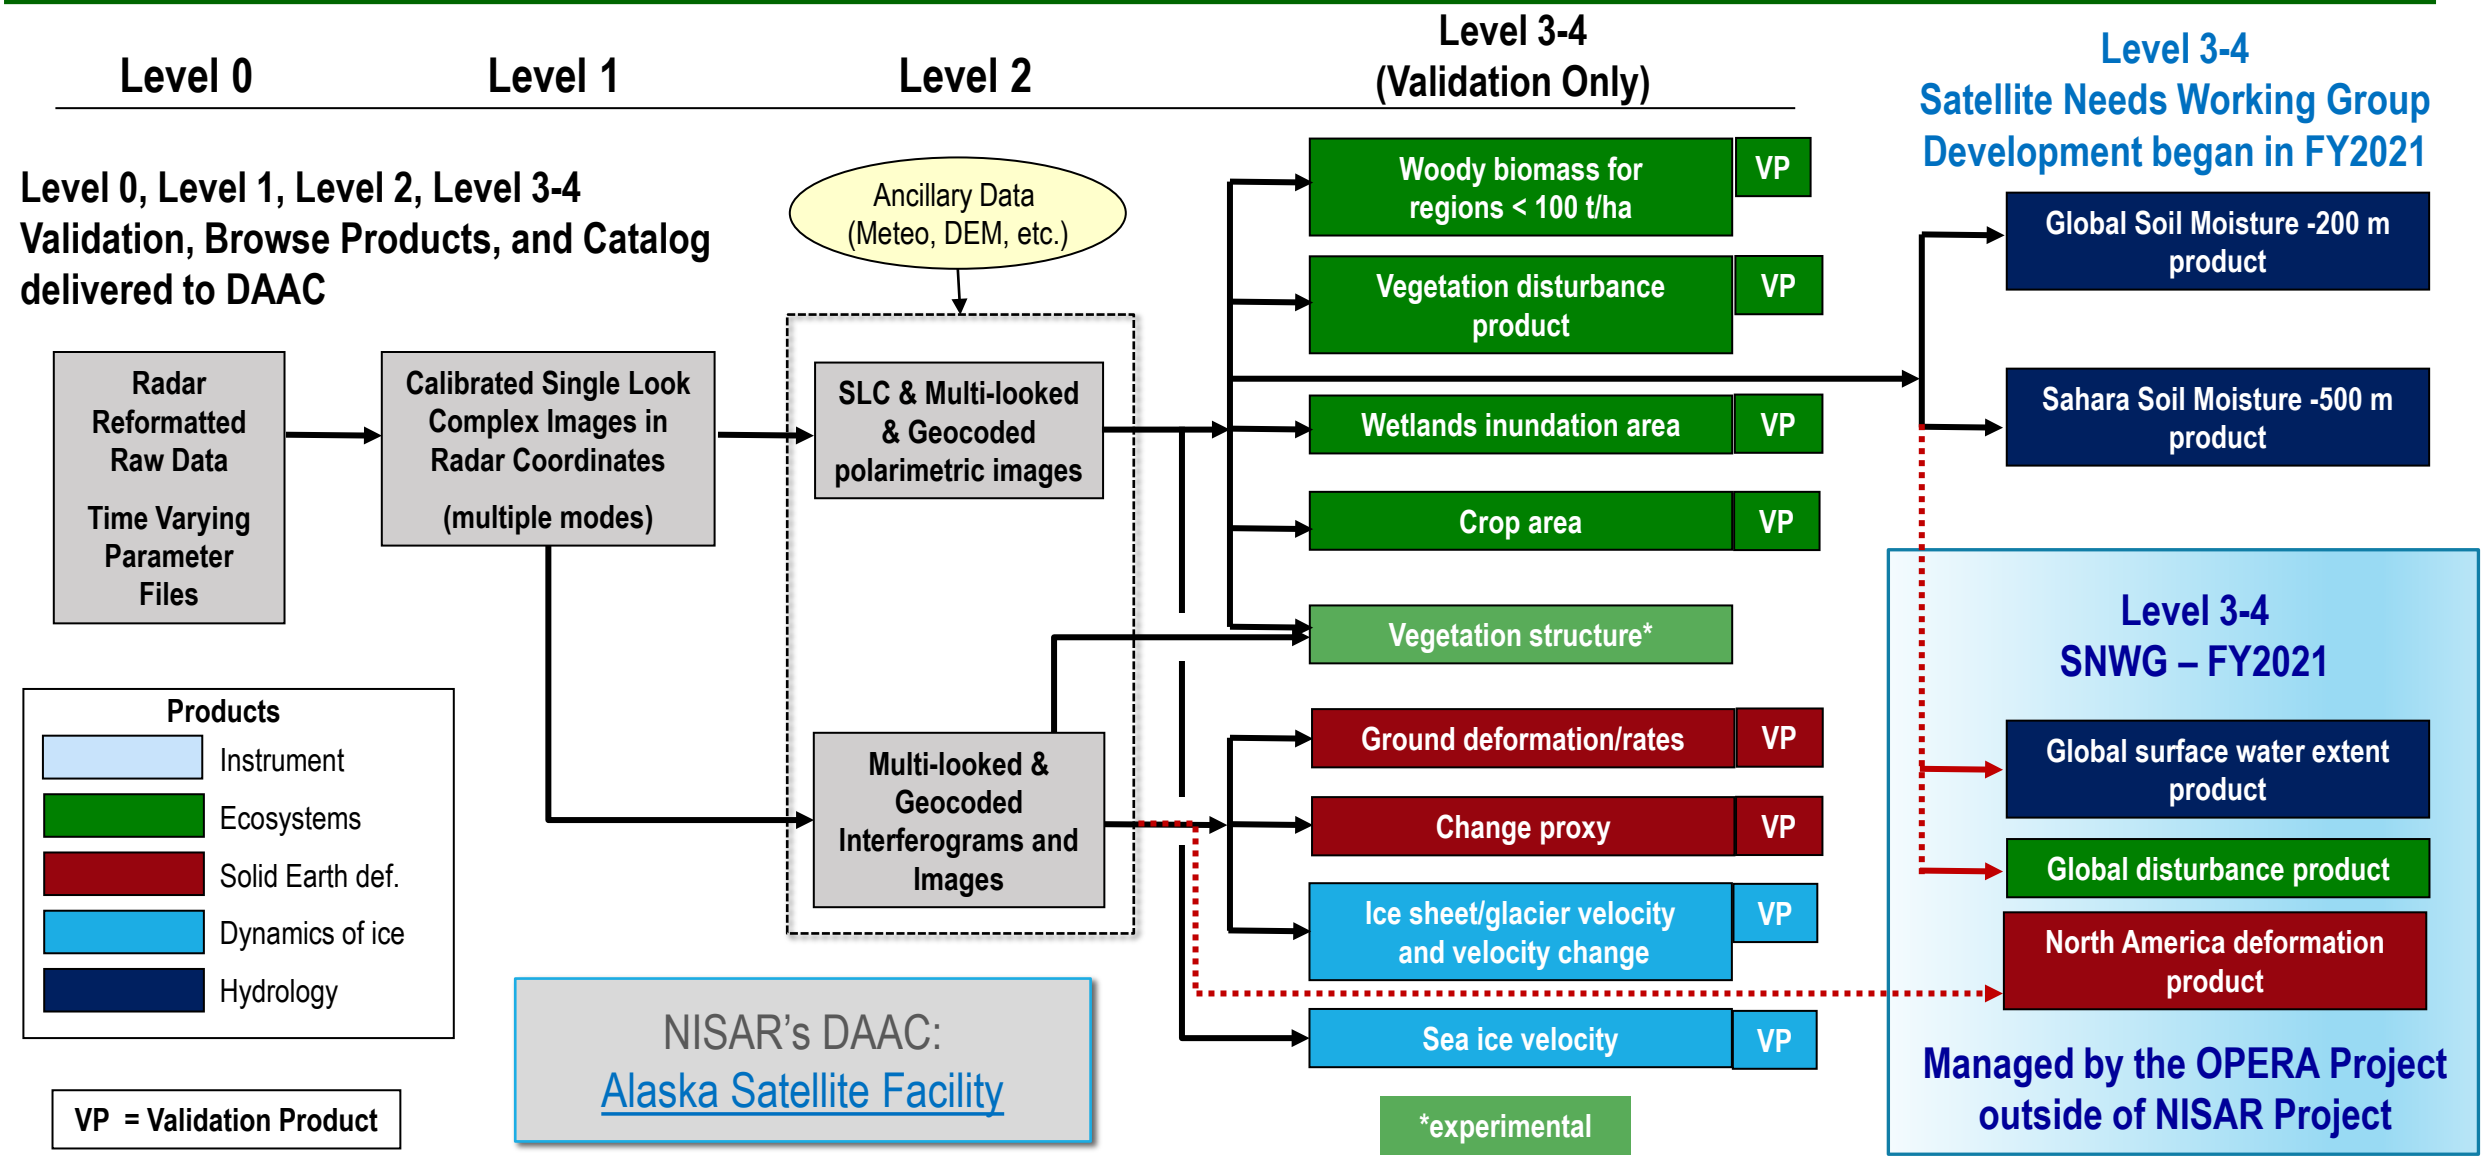 Level 0
Level 1
Level 2
Level 3-4
(Validation Only)
Level 3-4
Satellite Needs Working Group
Development began in FY2021
Level 0, Level 1, Level 2, Level 3-4
Validation, Browse Products, and Catalog
delivered to DAAC
Ancillary Data
(Meteo, DEM, etc.)
Radar
Reformatted
Raw Data
Time Varying
Parameter
Files
Calibrated Single Look
Complex Images in
Radar Coordinates
(multiple modes)
SLC & Multi-looked
& Geocoded
polarimetric images
Multi-looked &
Geocoded
Interferograms and
Images
Woody biomass for
regions < 100 t/ha
VP
Vegetation disturbance
product
VP
Wetlands inundation area
VP
Crop area
VP
Vegetation structure*
Ground deformation/rates
VP
Change proxy
VP
Ice sheet/glacier velocity
and velocity change
VP
Sea ice velocity
VP
*experimental
Global Soil Moisture -200 m
product
Sahara Soil Moisture -500 m
product
Level 3-4
SNWG – FY2021
Global surface water extent
product
Global disturbance product
North America deformation
product
Managed by the OPERA Project
outside of NISAR Project
Products
Instrument
Ecosystems
Solid Earth def.
Dynamics of ice
Hydrology
VP = Validation Product
NISAR's DAAC:
Alaska Satellite Facility